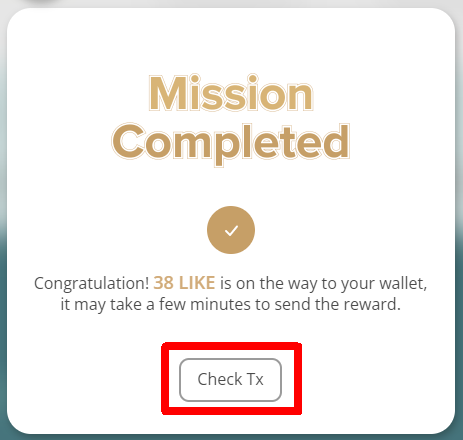 Mission
Completed
Congratulation! 38 LIKE is on the way to your wallet,
it may take a few minutes to send the reward.
Check Tx